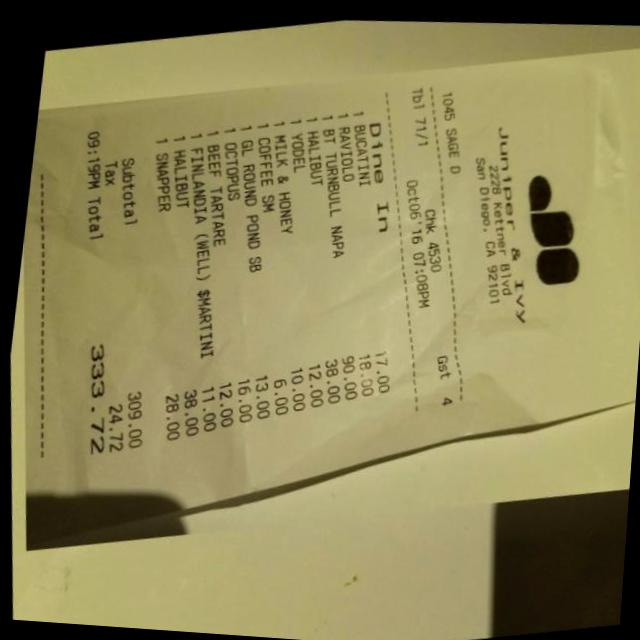 Juniper & Ivy
2228 Kettner Blvd
San Diego, CA 92101
1045 SAGE D
Tbl 71/1 Chk 4530 Gst 4
Oct06'16 07:08PM
Dine In
1 BUCATINI 17.00
1 RAVIOLO 18.00
1 BT TURNBULL NAPA 90.00
1 HALIBUT 38.00
1 YODEL 12.00
1 MILK & HONEY 10.00
1 COFFEE SM 6.00
1 GL ROUND POND SB 13.00
1 OCTOPUS 16.00
1 BEEF TARTARE 12.00
1 FINLANDIA (WELL) $MARTINI 11.00
1 HALIBUT 38.00
1 SNAPPER 28.00
Subtotal 309.00
Tax 24.72
09:19PM Total 333.72